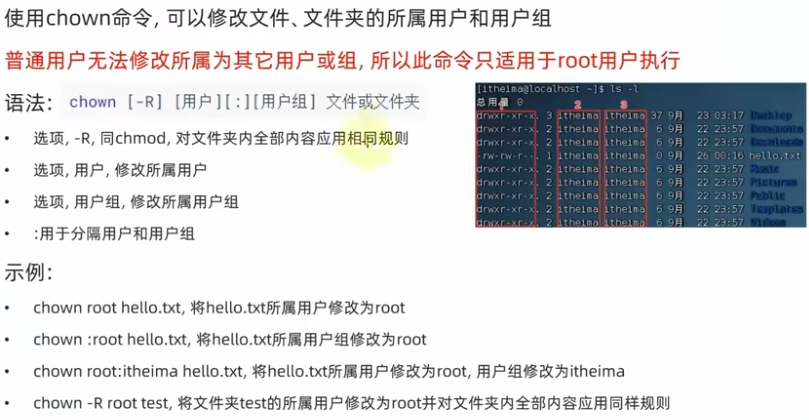 使用chown命令, 可以修改文件、文件夹的所属用户和用户组
普通用户无法修改所属为其它用户或组, 所以此命令只适用于root用户执行
语法: chown [-R] [用户][:][用户组] 文件或文件夹
• 选项, -R, 同chmod, 对文件夹内全部内容应用相同规则
• 选项, 用户, 修改所属用户
• 选项, 用户组, 修改所属用户组
• :用于分隔用户和用户组
[itheima@localhost ~]$ ls -l
总用量 0
1 2 3
drwxr-xr-x. 3 itheima itheima 37 9月 23 03:17 Desktop
drwxr-xr-x. 2 itheima itheima 6 9月 22 23:57 Documents
drwxr-xr-x. 2 itheima itheima 6 9月 22 23:57 Downloads
-rw-rw-r--. 1 itheima itheima 0 9月 26 00:16 hello.txt
drwxr-xr-x. 2 itheima itheima 6 9月 22 23:57 Music
drwxr-xr-x. 2 itheima itheima 6 9月 22 23:57 Pictures
drwxr-xr-x. 2 itheima itheima 6 9月 22 23:57 Public
drwxr-xr-x. 2 itheima itheima 6 9月 22 23:57 Templates
drwxr-xr-x. 2 itheima itheima 6 9月 22 23:57 Videos
示例:
• chown root hello.txt, 将hello.txt所属用户修改为root
• chown :root hello.txt, 将hello.txt所属用户组修改为root
• chown root:itheima hello.txt, 将hello.txt所属用户修改为root, 用户组修改为itheima
• chown -R root test, 将文件夹test的所属用户修改为root并对文件夹内全部内容应用同样规则